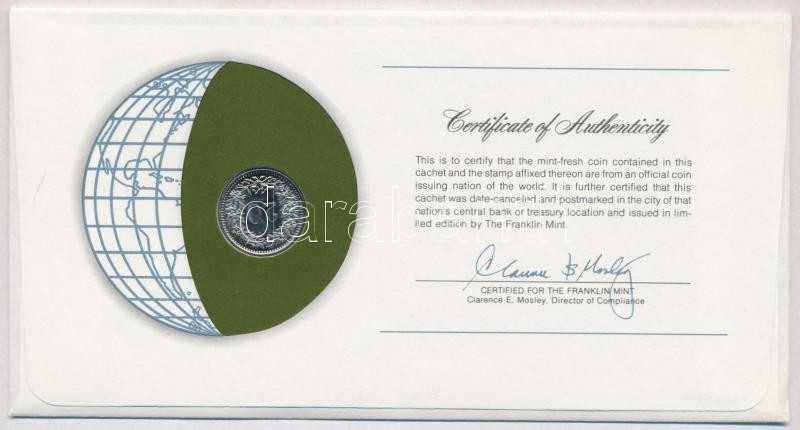 Certificate of Authenticity
This is to certify that the mint-fresh coin contained in this
cachet and the stamp affixed thereon are from an official coin
issuing nation of the world. It is further certified that this
cachet was date-canceled and postmarked in the city of that
nation's central bank or treasury location and issued in lim-
ited edition by The Franklin Mint.
CERTIFIED FOR THE FRANKLIN MINT
Clarence E. Mosley, Director of Compliance